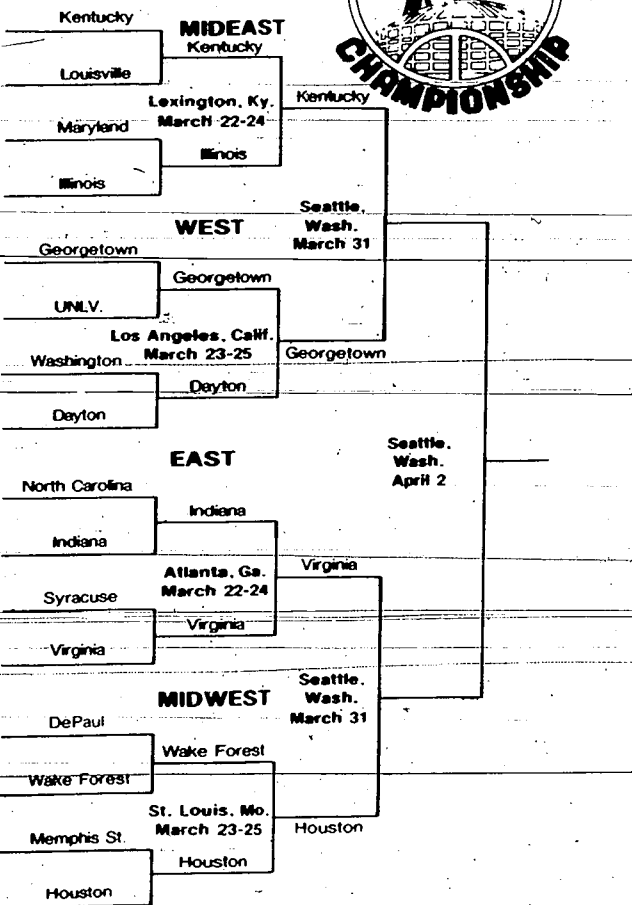 CHAMPIONSHIP
MIDEAST
Kentucky
Louisville
Kentucky
Lexington, Ky.
March 22-24
Maryland
Illinois
Illinois
Kentucky
Seattle,
Wash.
March 31
WEST
Georgetown
UNLV.
Georgetown
Los Angeles, Calif.
March 23-25
Washington
Dayton
Dayton
Georgetown
Seattle,
Wash.
April 2
EAST
North Carolina
Indiana
Indiana
Atlanta, Ga.
March 22-24
Syracuse
Virginia
Virginia
Virginia
Seattle,
Wash.
March 31
MIDWEST
DePaul
Wake Forest
Wake Forest
St. Louis, Mo.
March 23-25
Memphis St.
Houston
Houston
Houston